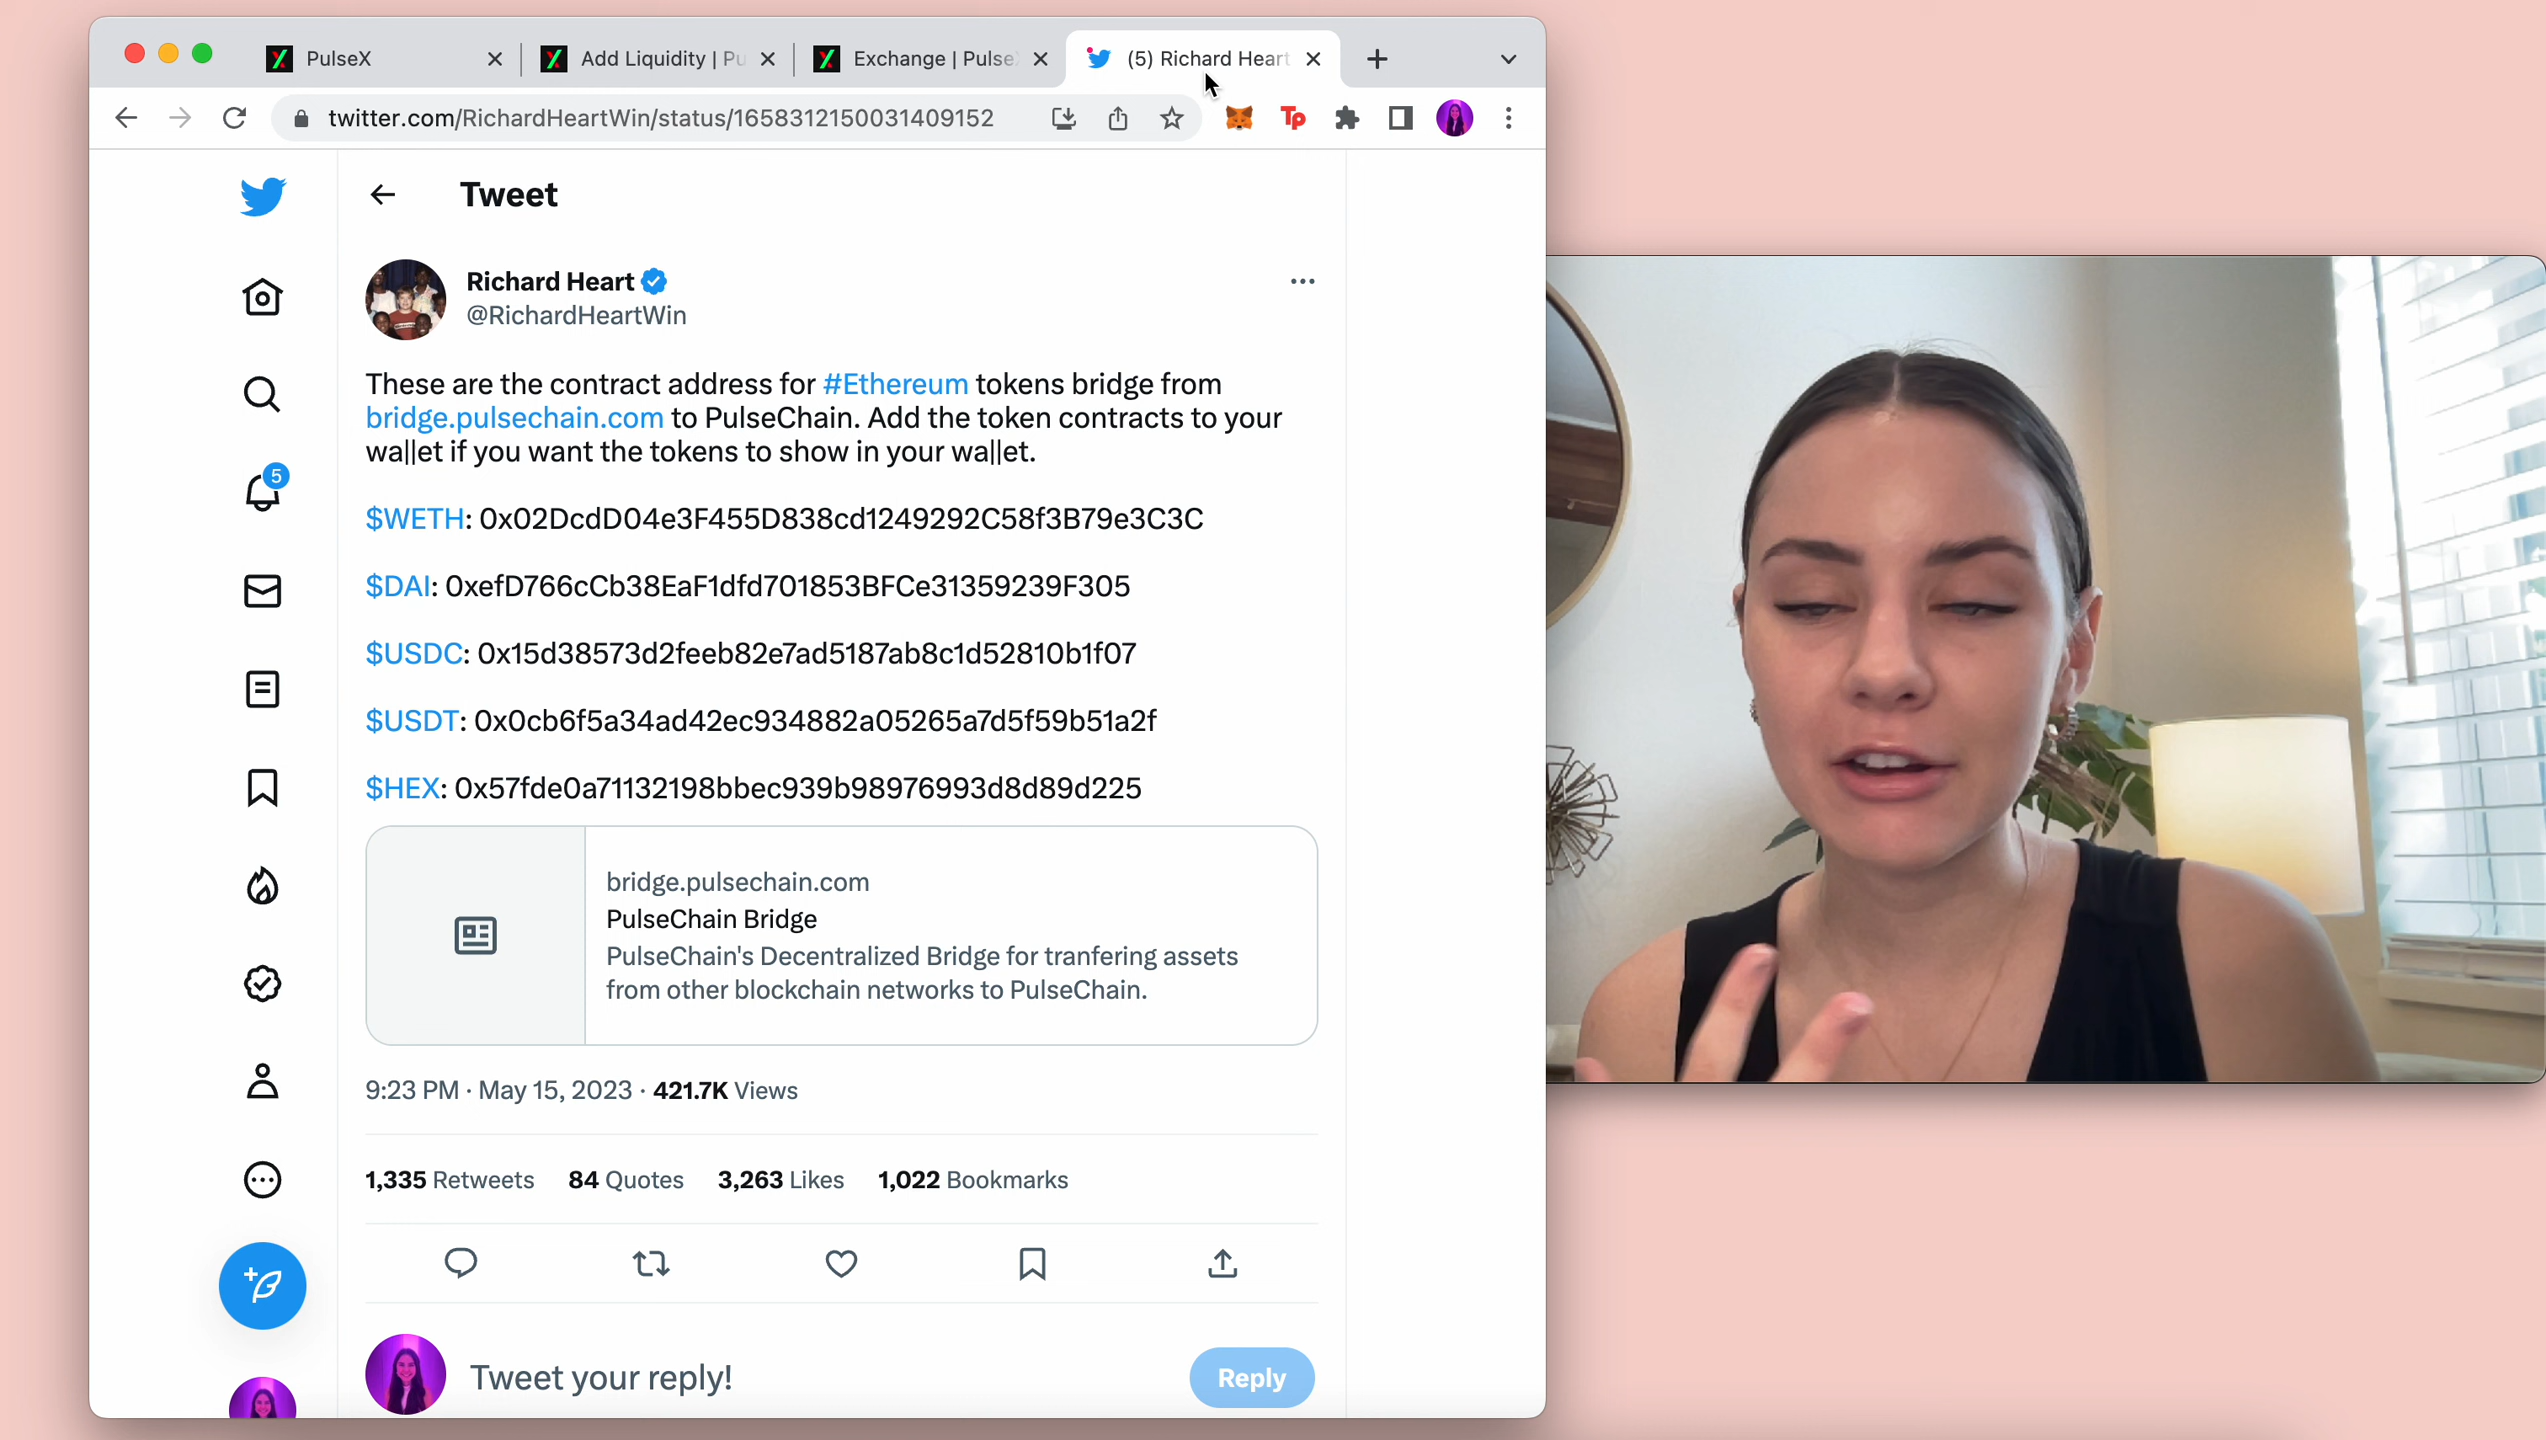 PulseX
Add Liquidity | Pu
Exchange | PulseX
(5) Richard Heart
twitter.com/RichardHeartWin/status/1658312150031409152
Tp
Tweet
Richard Heart
@RichardHeartWin
These are the contract address for #Ethereum tokens bridge from
bridge.pulsechain.com to PulseChain. Add the token contracts to your
wallet if you want the tokens to show in your wallet.
5
$WETH: 0x02DcdD04e3F455D838cd1249292C58f3B79e3C3C
$DAI: 0xefD766cCb38EaF1dfd701853BFCe31359239F305
$USDC: 0x15d38573d2feeb82e7ad5187ab8c1d52810b1f07
$USDT: 0x0cb6f5a34ad42ec934882a05265a7d5f59b51a2f
$HEX: 0x57fde0a71132198bbec939b98976993d8d89d225
bridge.pulsechain.com
PulseChain Bridge
PulseChain's Decentralized Bridge for tranfering assets
from other blockchain networks to PulseChain.
9:23 PM · May 15, 2023 · 421.7K Views
1,335 Retweets 84 Quotes 3,263 Likes 1,022 Bookmarks
Tweet your reply!
Reply